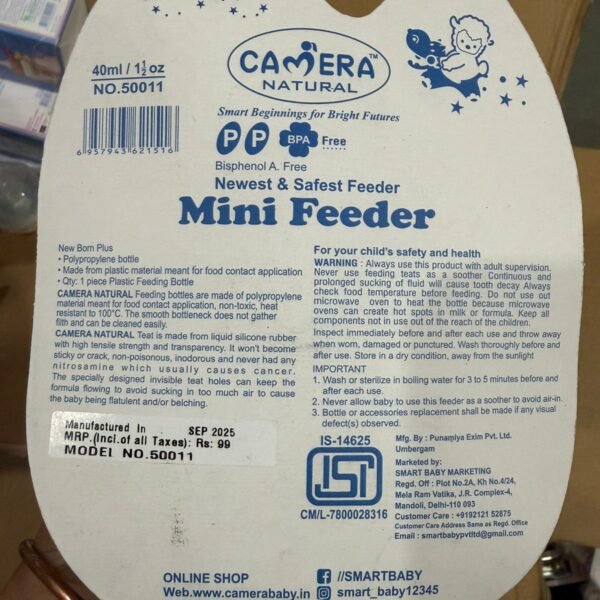 40ml / 1½ oz
NO.50011
6 957943 621516
CAMERA™
NATURAL
Smart Beginnings for Bright Futures
P P BPA Free
Bisphenol A. Free
Newest & Safest Feeder
Mini Feeder
New Born Plus
• Polypropylene bottle
• Made from plastic material meant for food contact application
• Qty: 1 piece Plastic Feeding Bottle
CAMERA NATURAL Feeding bottles are made of polypropylene
material meant for food contact application, non-toxic, heat
resistant to 100°C. The smooth bottleneck does not gather
filth and can be cleaned easily.
CAMERA NATURAL Teat is made from liquid silicone rubber
with high tensile strength and transparency. It won't become
sticky or crack, non-poisonous, inodorous and never had any
nitrosamine which usually causes cancer.
The specially designed invisible teat holes can keep the
formula flowing to avoid sucking in too much air to cause
the baby being flatulent and/or belching.
Manufactured In SEP 2025
MRP.(Incl.of all Taxes): Rs: 99
MODEL NO.50011
For your child's safety and health
WARNING : Always use this product with adult supervision.
Never use feeding teats as a soother Continuous and
prolonged sucking of fluid will cause tooth decay Always
check food temperature before feeding. Do not use out
microwave oven to heat the bottle because microwave
ovens can create hot spots in milk or formula. Keep all
components not in use out of the reach of the children.
Inspect immediately before and after each use and throw away
when worn, damaged or punctured. Wash thoroughly before and
after use. Store in a dry condition, away from the sunlight
IMPORTANT
1. Wash or sterilize in boiling water for 3 to 5 minutes before and
after each use.
2. Never allow baby to use this feeder as a soother to avoid air-in.
3. Bottle or accessories replacement shall be made if any visual
defect(s) observed.
IS-14625
ISI
CM/L-7800028316
Mfg. By : Punamiya Exim Pvt. Ltd.
Umbergam
Marketed by:
SMART BABY MARKETING
Regd. Off : Plot No.2A, Kh No.4/24,
Mela Ram Vatika, J.R. Complex-4,
Mandoli, Delhi-110 093
Customer Care : +9192121 52875
Customer Care Address Same as Regd. Office
Email : smartbabypvtltd@gmail.com
ONLINE SHOP
Web.www.camerababy.in
//SMARTBABY
smart_baby12345